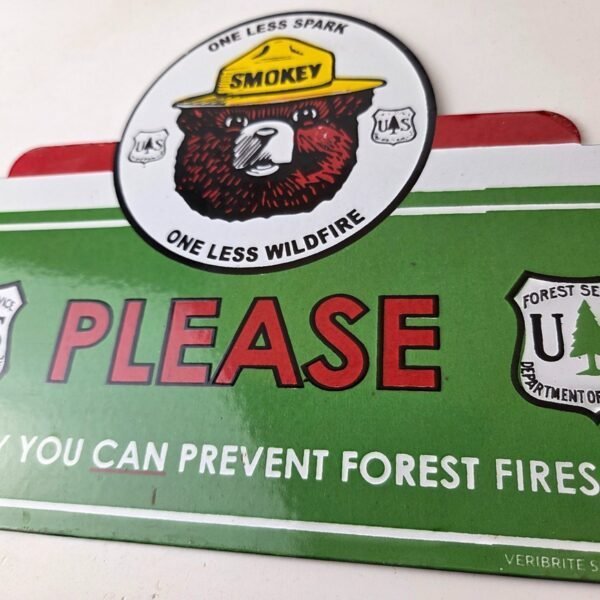 ONE LESS SPARK
SMOKEY
U S
U S
ONE LESS WILDFIRE
PLEASE
FOREST SE
U
DEPARTMENT OF
YOU CAN PREVENT FOREST FIRES
VERIBRITE S